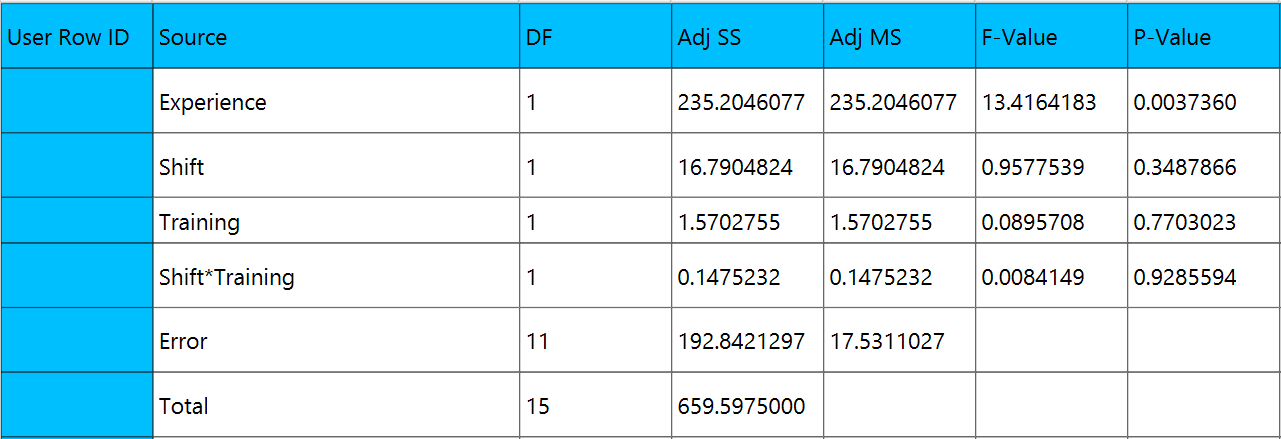 User Row ID Source DF Adj SS Adj MS F-Value P-Value
Experience 1 235.2046077 235.2046077 13.4164183 0.0037360
Shift 1 16.7904824 16.7904824 0.9577539 0.3487866
Training 1 1.5702755 1.5702755 0.0895708 0.7703023
Shift*Training 1 0.1475232 0.1475232 0.0084149 0.9285594
Error 11 192.8421297 17.5311027
Total 15 659.5975000